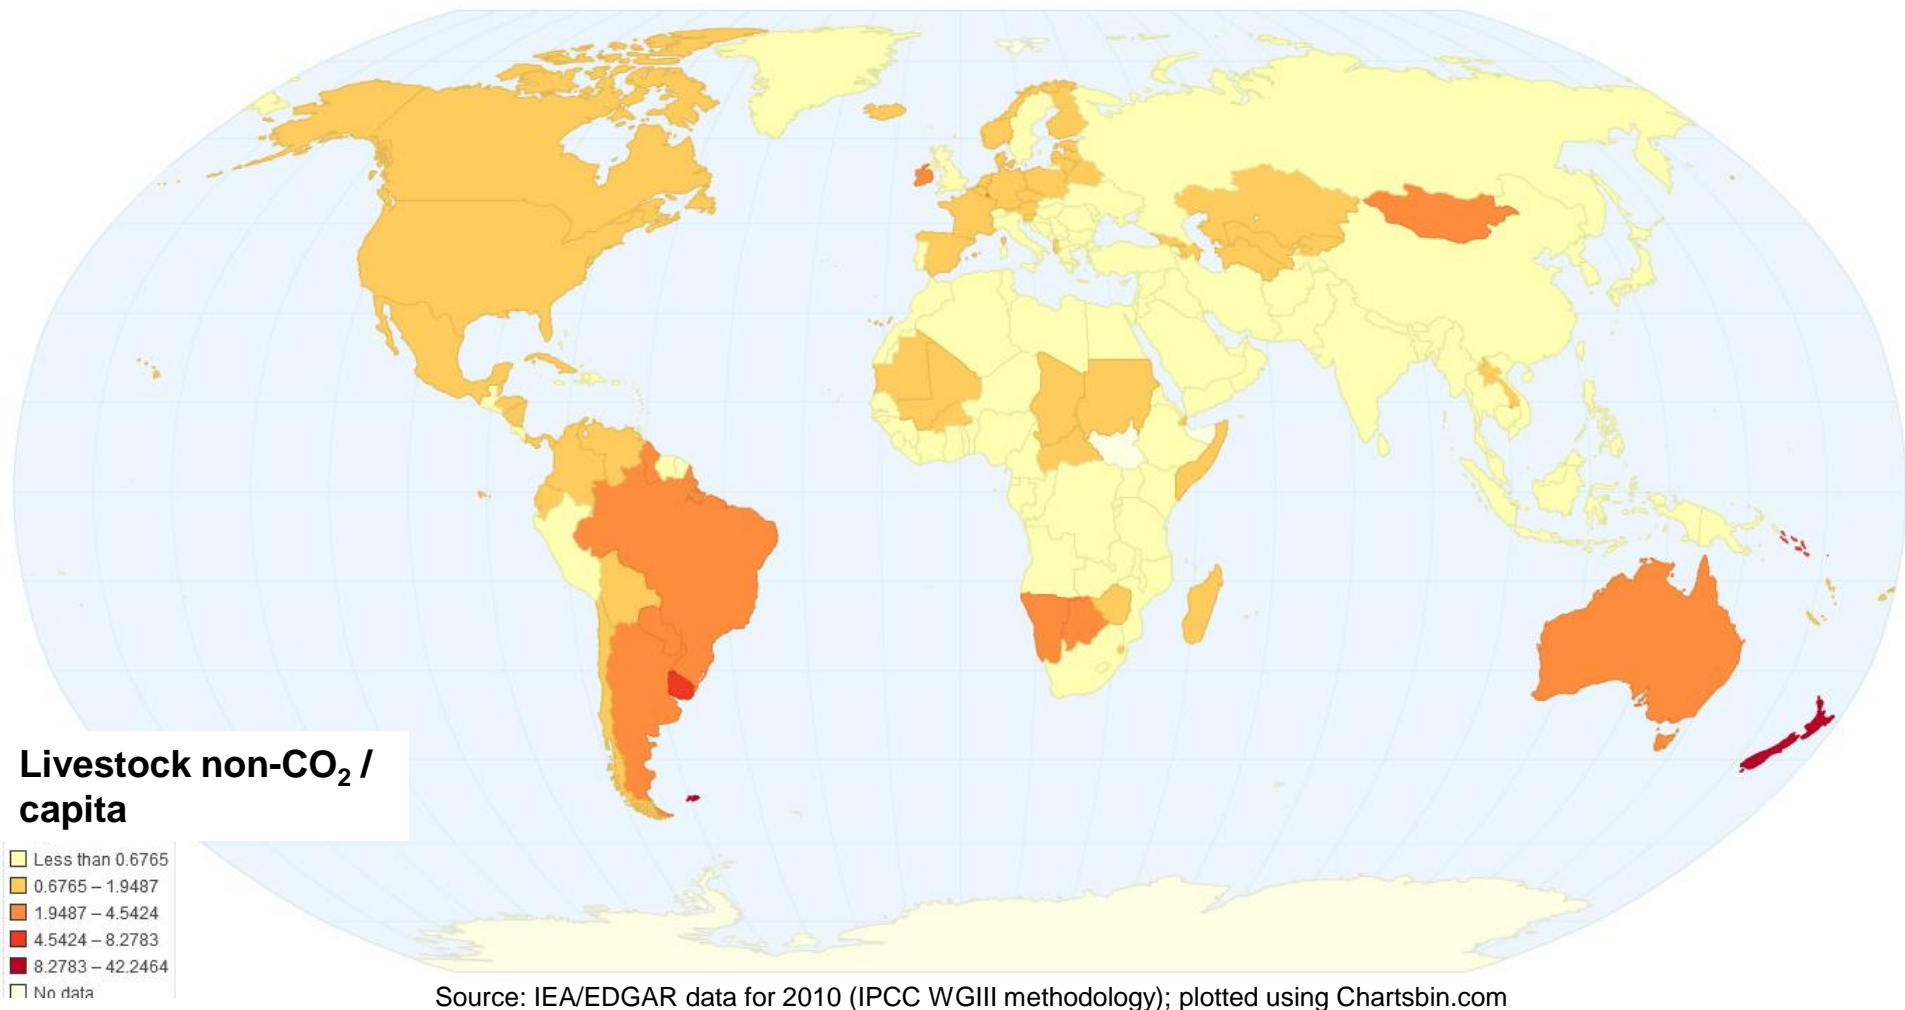 Livestock non-CO₂ /
capita
Less than 0.6765
0.6765 – 1.9487
1.9487 – 4.5424
4.5424 – 8.2783
8.2783 – 42.2464
No data
Source: IEA/EDGAR data for 2010 (IPCC WGIII methodology); plotted using Chartsbin.com